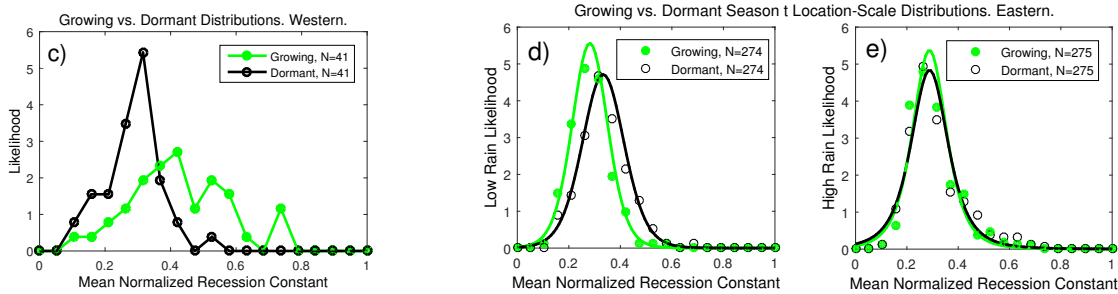 Growing vs. Dormant Distributions. Western.
c)
Growing, N=41
Dormant, N=41
Likelihood
6
5
4
3
2
1
0
0 0.2 0.4 0.6 0.8 1
Mean Normalized Recession Constant
Growing vs. Dormant Season t Location-Scale Distributions. Eastern.
d)
Growing, N=274
Dormant, N=274
Low Rain Likelihood
6
5
4
3
2
1
0
0 0.2 0.4 0.6 0.8 1
Mean Normalized Recession Constant
e)
Growing, N=275
Dormant, N=275
High Rain Likelihood
6
5
4
3
2
1
0
0 0.2 0.4 0.6 0.8 1
Mean Normalized Recession Constant